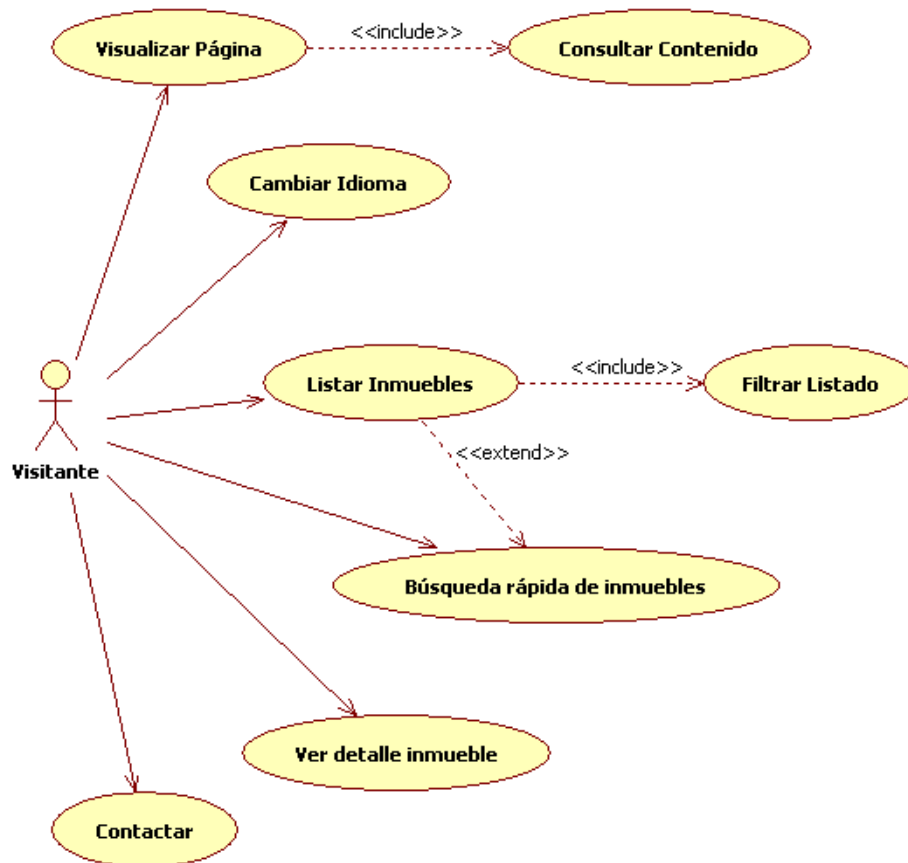 Visualizar Página
<<include>>
Consultar Contenido
Cambiar Idioma
Listar Inmuebles
<<include>>
Filtrar Listado
<<extend>>
Visitante
Búsqueda rápida de inmuebles
Ver detalle inmueble
Contactar